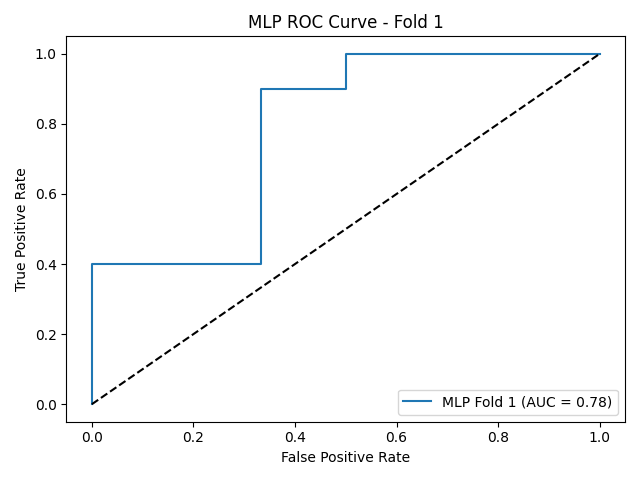 MLP ROC Curve - Fold 1
True Positive Rate
1.0
0.8
0.6
0.4
0.2
0.0
0.0 0.2 0.4 0.6 0.8 1.0
False Positive Rate
MLP Fold 1 (AUC = 0.78)